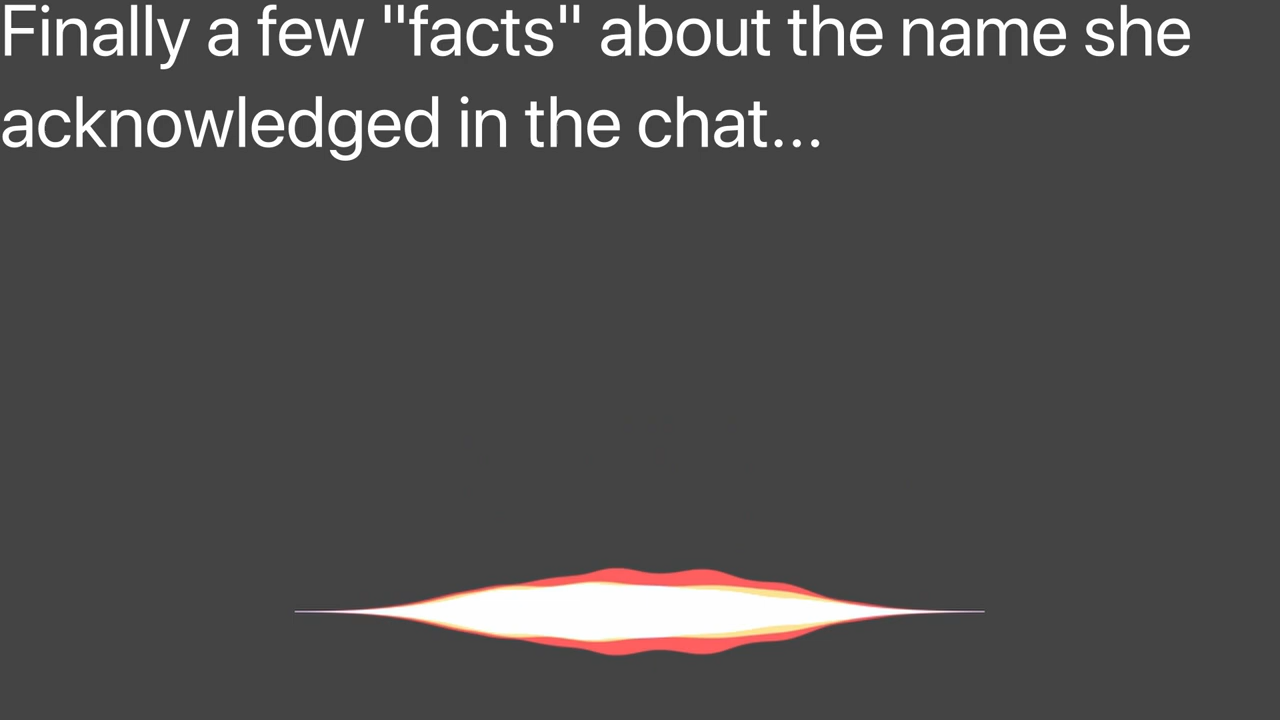 Finally a few "facts" about the name she
acknowledged in the chat...